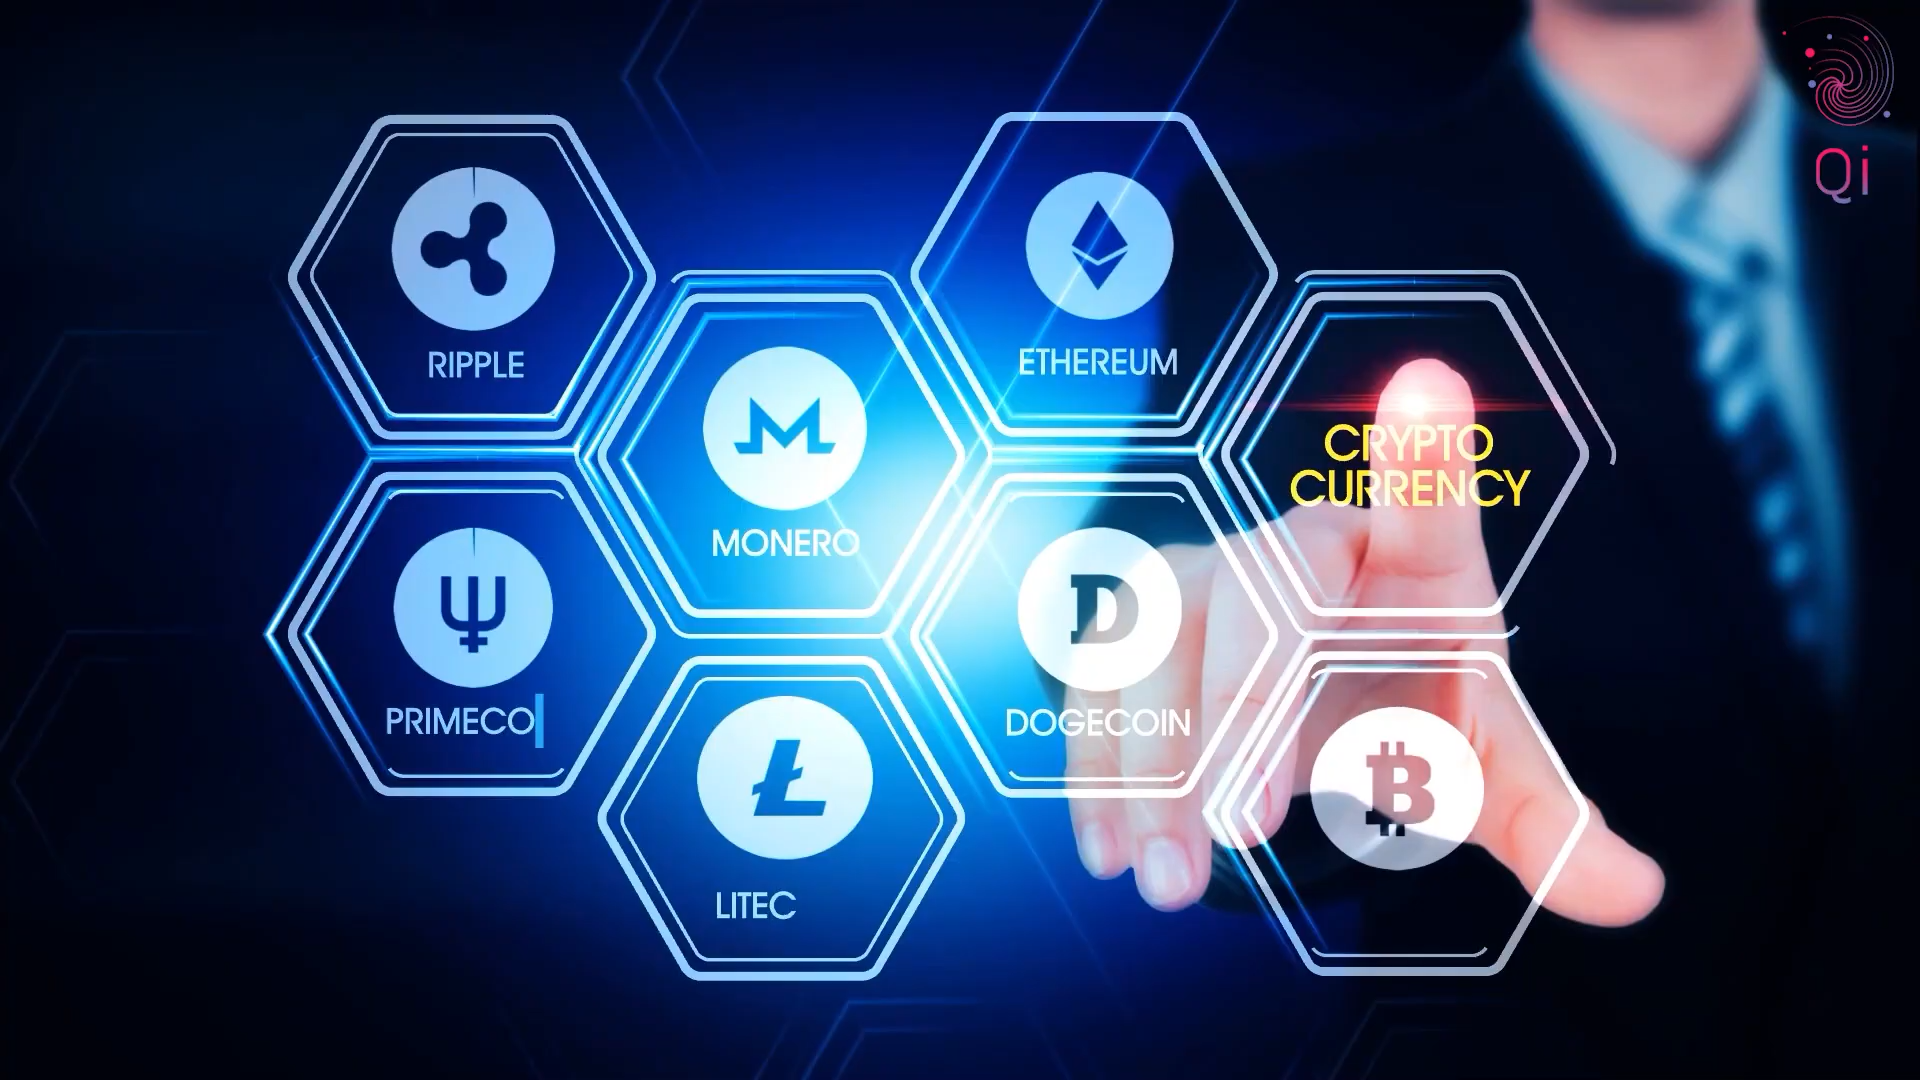 Qi
RIPPLE
ETHEREUM
CRYPTO
CURRENCY
MONERO
PRIMECO
DOGECOIN
LITEC